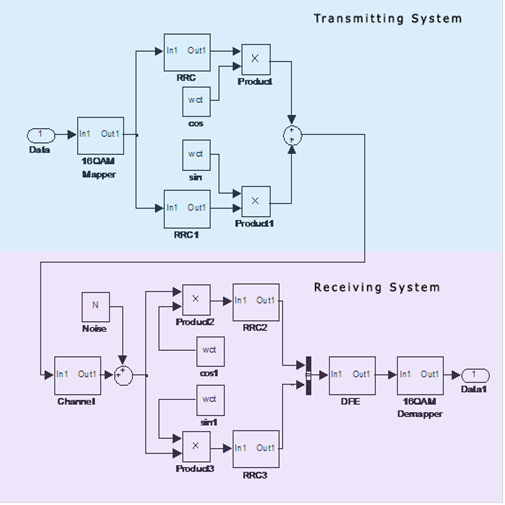 Transmitting System
In1 Out1
RRC
X
Product
wct
cos
1
Data
In1 Out1
16QAM
Mapper
+
+
wct
sin
In1 Out1
RRC1
X
Product1
Receiving System
N
Noise
X
Product2
In1 Out1
RRC2
wct
cos1
In1 Out1
Channel
+
+
In1 Out1
DFE
In1 Out1
16QAM
Demapper
1
Data1
wct
sin1
X
Product3
In1 Out1
RRC3